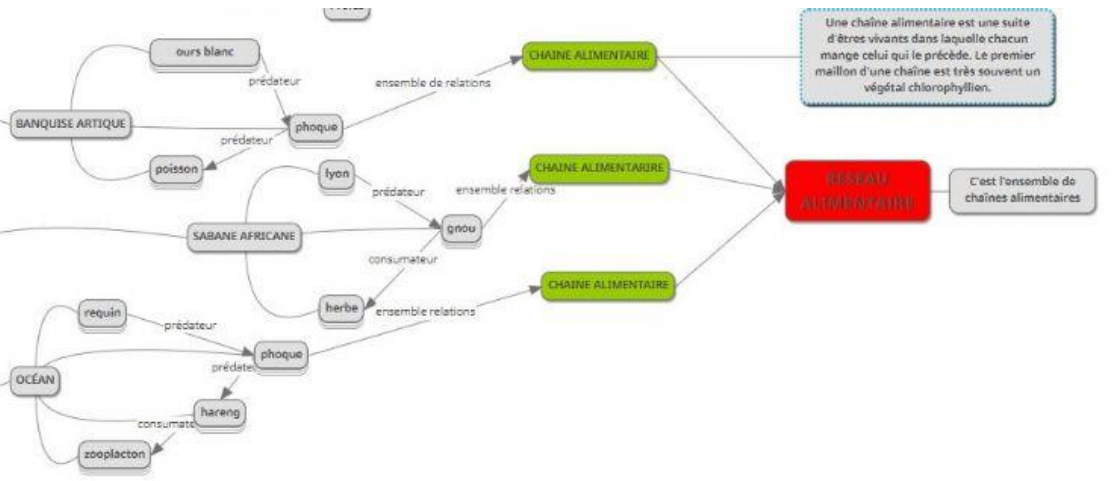 Une chaîne alimentaire est une suite
d'êtres vivants dans laquelle chacun
mange celui qui le précède. Le premier
maillon d'une chaîne est très souvent un
végétal chlorophyllien.
ours blanc
CHAINE ALIMENTAIRE
prédateur
ensemble de relations
BANQUISE ARTIQUE
phoque
prédateur
poisson
lyon
CHAINE ALIMENTARIRE
prédateur
ensemble relations
RESEAU
ALIMENTAIRE
C'est l'ensemble de
chaînes alimentaires
SABANE AFRICANE
gnou
consumateur
CHAINE ALIMENTAIRE
herbe
ensemble relations
requin
prédateur
phoque
prédate
OCÉAN
hareng
consumate
zooplacton